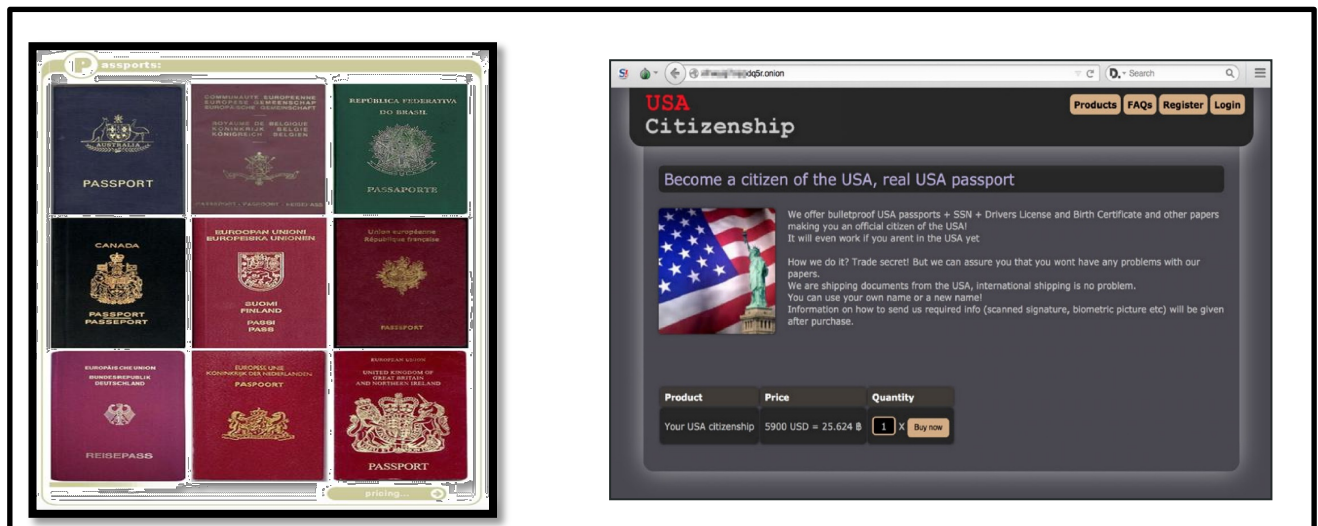 Passports:
AUSTRALIA
PASSPORT
COMMUNAUTÉ EUROPÉENNE
EUROPESE GEMEENSCHAP
EUROPÄISCHE GEMEINSCHAFT
ROYAUME DE BELGIQUE
KONINKRIJK BELGIË
KÖNIGREICH BELGIEN
REPÚBLICA FEDERATIVA
DO BRASIL
PASSAPORTE
CANADA
PASSPORT
PASSEPORT
EUROOPAN UNIONI
EUROPEISKA UNIONEN
SUOMI
FINLAND
PASSI
PASS
Union européenne
République française
PASSEPORT
EUROPÄISCHE UNION
BUNDESREPUBLIK
DEUTSCHLAND
REISEPASS
EUROPESE UNIE
KONINKRIJK DER NEDERLANDEN
PASPOORT
EUROPEAN UNION
UNITED KINGDOM OF
GREAT BRITAIN
AND NORTHERN IRELAND
PASSPORT
pricing...
dq5r.onion
Search
USA
Citizenship
Products FAQs Register Login
Become a citizen of the USA, real USA passport
We offer bulletproof USA passports + SSN + Drivers License and Birth Certificate and other papers
making you an official citizen of the USA!
It will even work if you arent in the USA yet
How we do it? Trade secret! But we can assure you that you wont have any problems with our
papers.
We are shipping documents from the USA, international shipping is no problem.
You can use your own name or a new name!
Information on how to send us required info (scanned signature, biometric picture etc) will be given
after purchase.
Product Price Quantity
Your USA citizenship 5900 USD = 25.624 ฿ 1 X Buy now